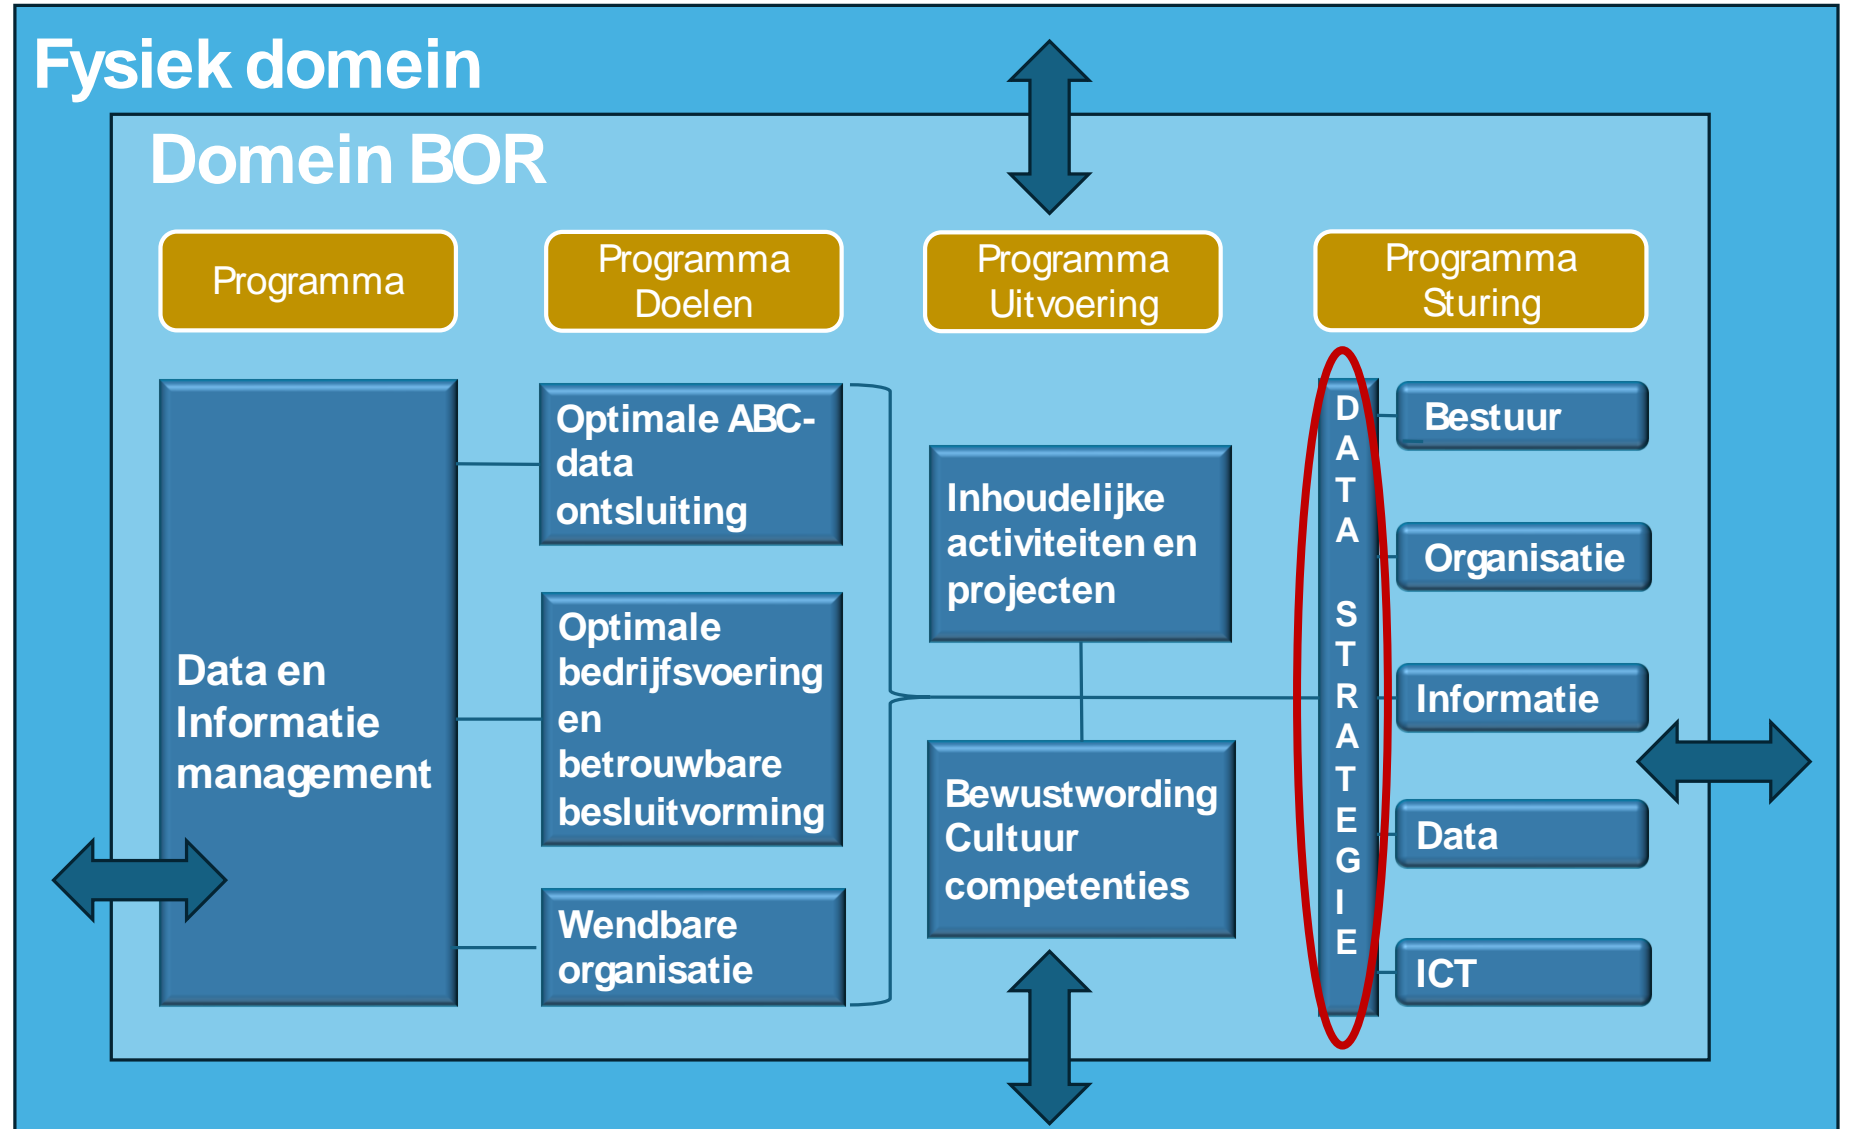 Fysiek domein
Domein BOR
Programma
Programma
Doelen
Programma
Uitvoering
Programma
Sturing
Data en
Informatie
management
Optimale ABC-
data
ontsluiting
Optimale
bedrijfsvoering
en
betrouwbare
besluitvorming
Wendbare
organisatie
Inhoudelijke
activiteiten en
projecten
Bewustwording
Cultuur
competenties
DATA STRATEGIE
Bestuur
Organisatie
Informatie
Data
ICT